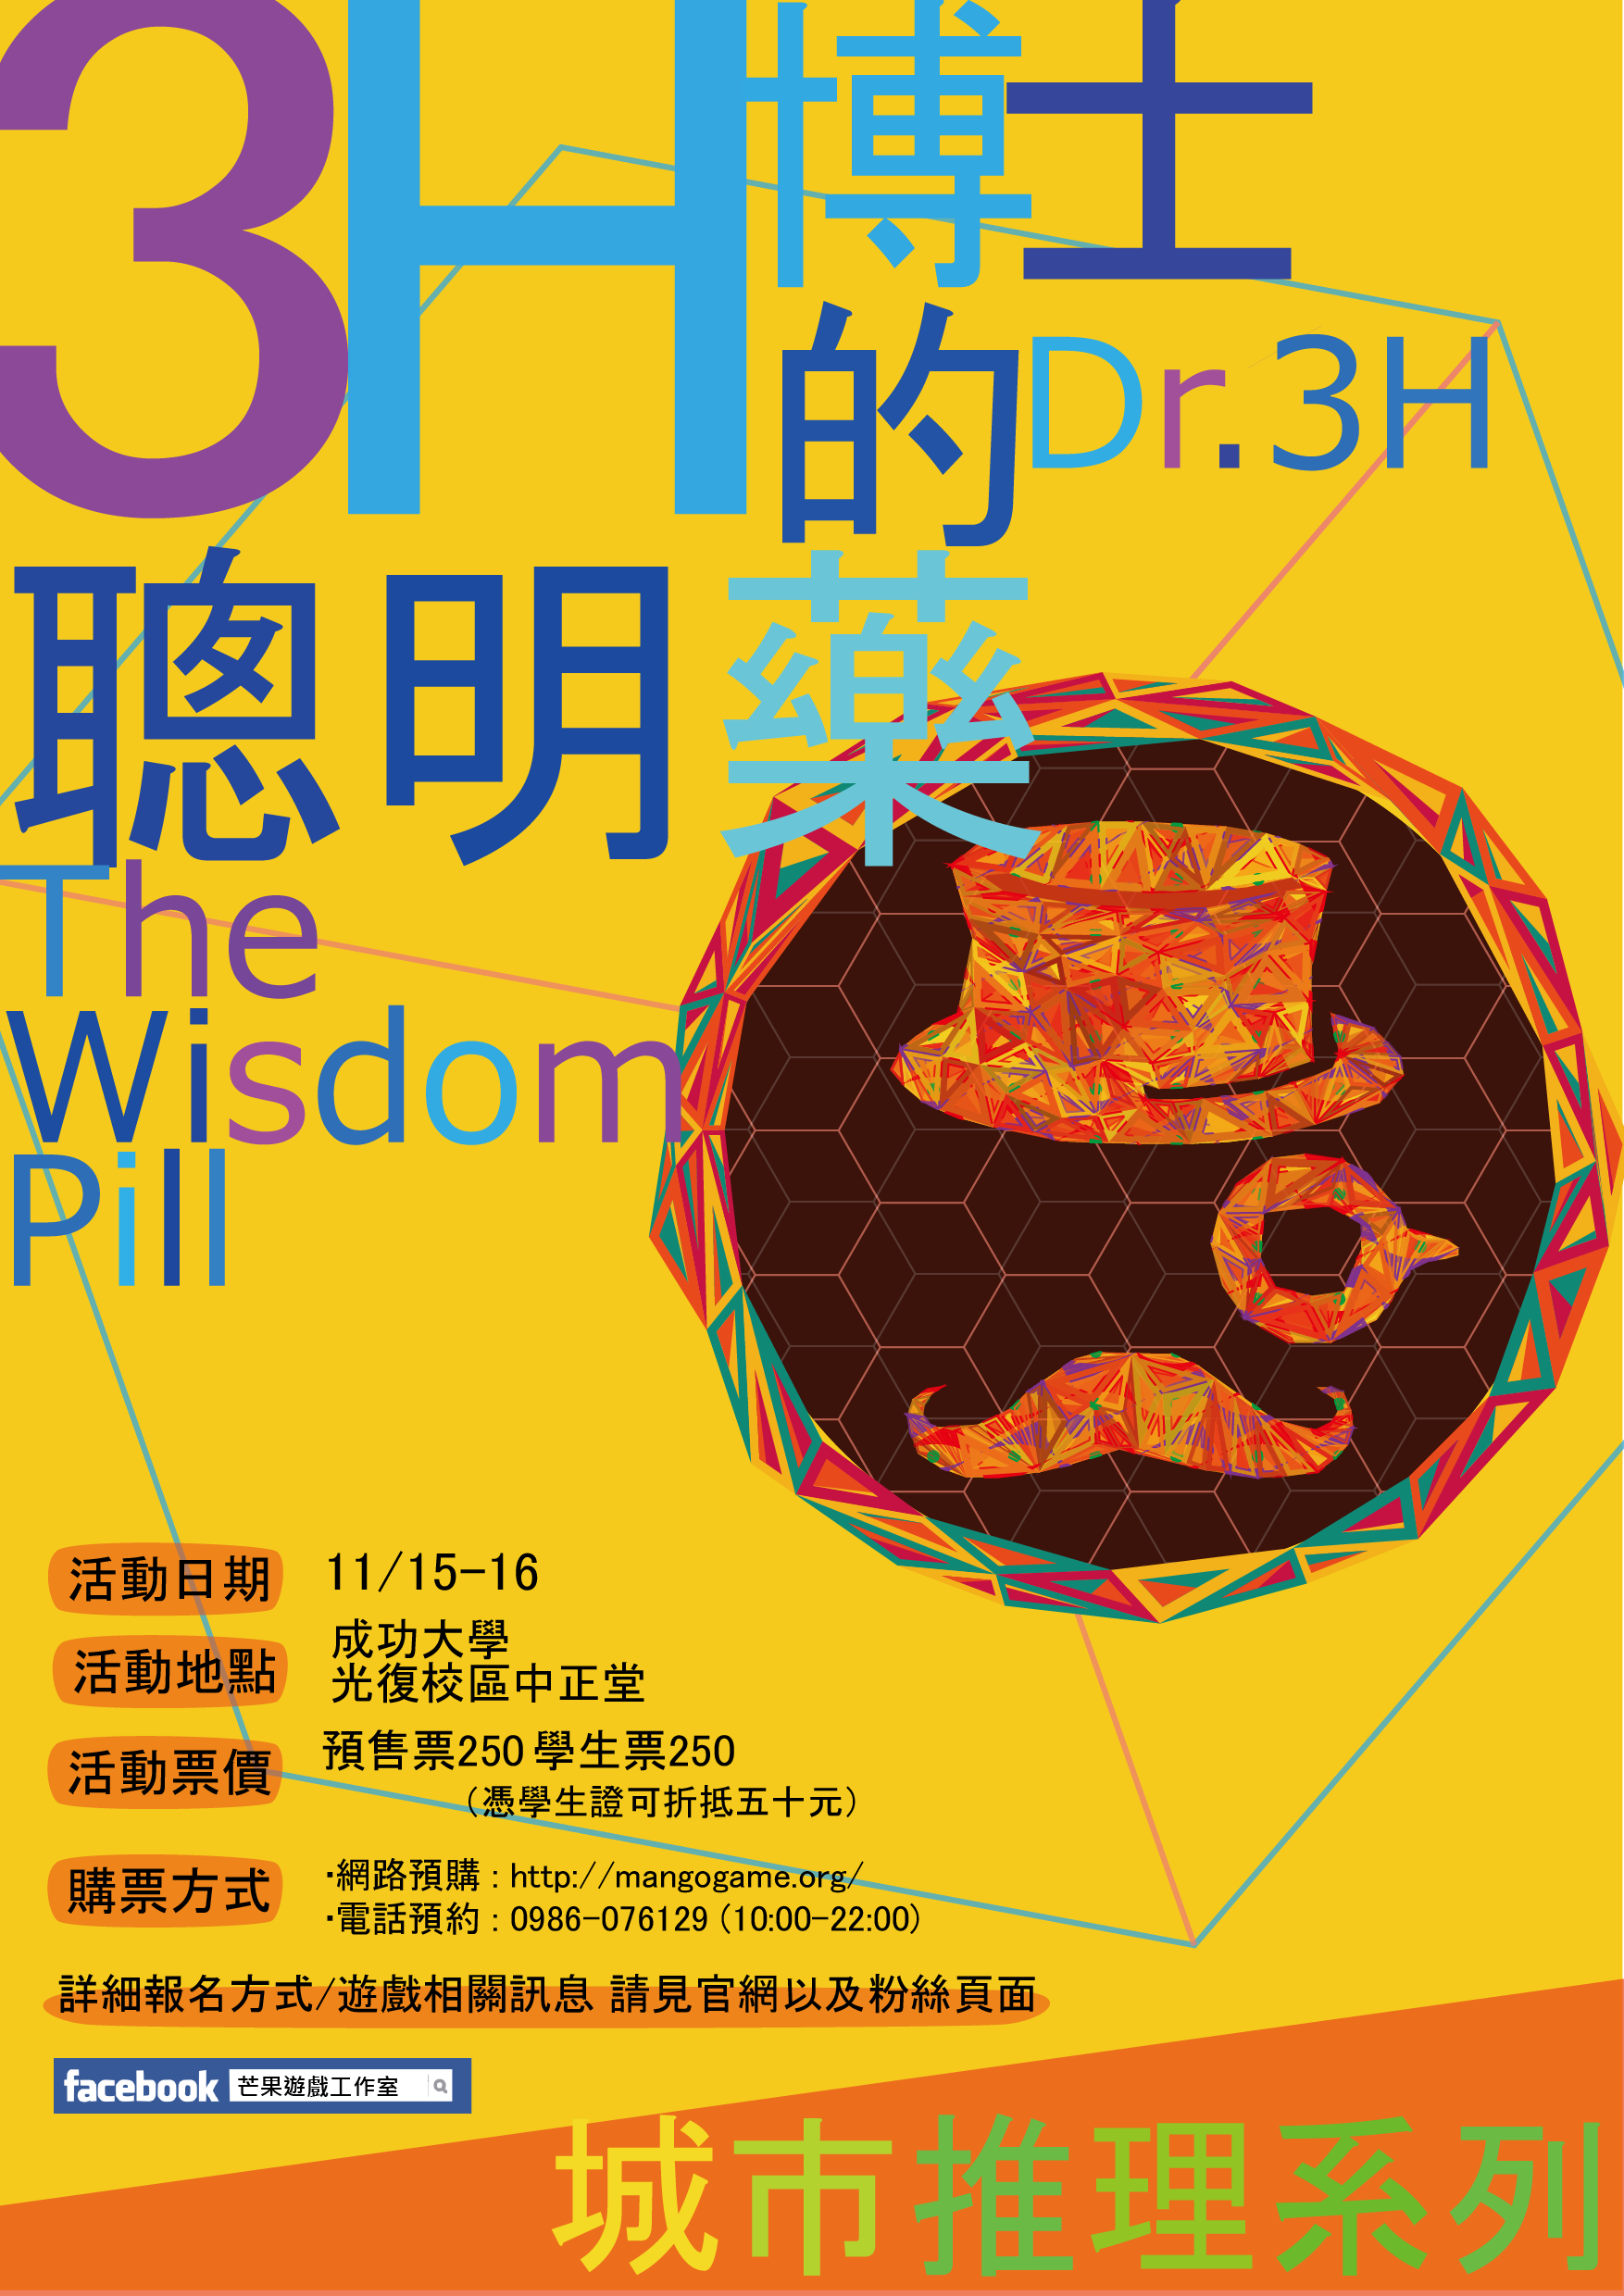 3H博士
的
Dr.3H
聰明藥
The
Wisdom
Pill
活動日期 11/15-16
活動地點 成功大學
光復校區中正堂
活動票價 預售票250 學生票250
(憑學生證可折抵五十元)
購票方式 ·網路預購 : http://mangogame.org/
·電話預約 : 0986-076129 (10:00-22:00)
詳細報名方式/遊戲相關訊息 請見官網以及粉絲頁面
facebook 芒果遊戲工作室
城市推理系列